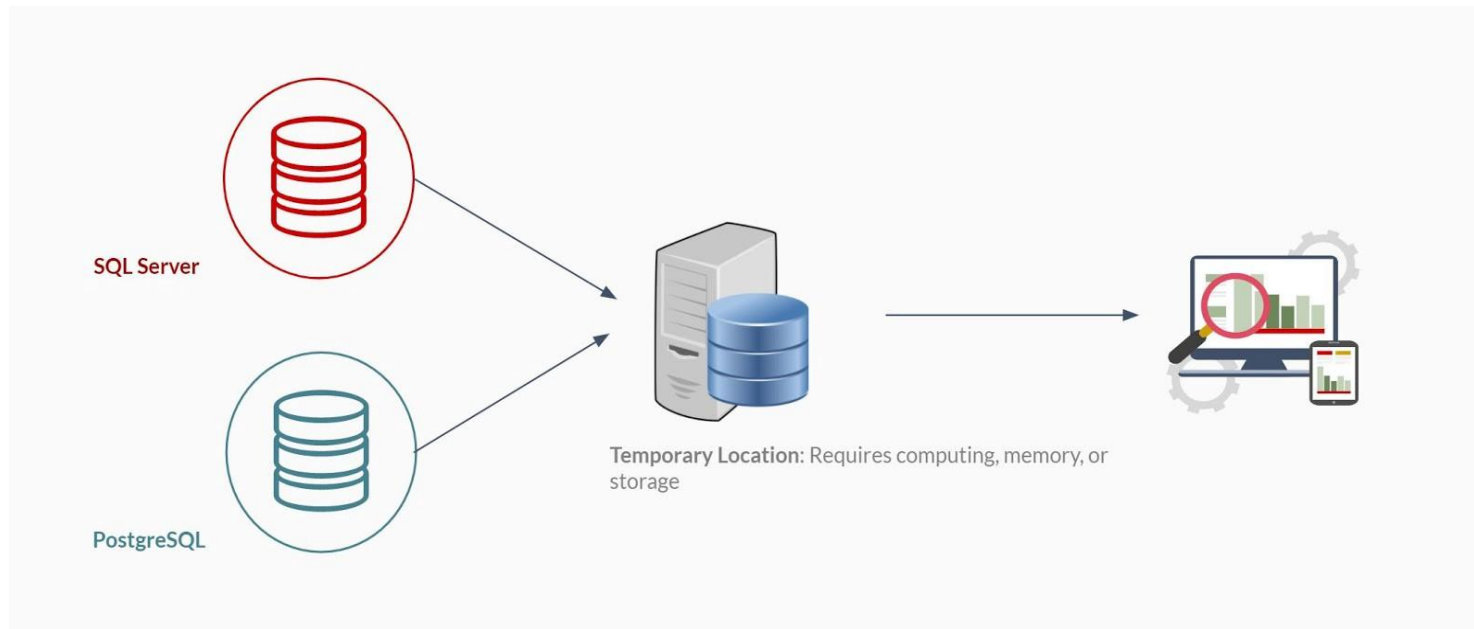 SQL Server
Temporary Location: Requires computing, memory, or
storage
PostgreSQL